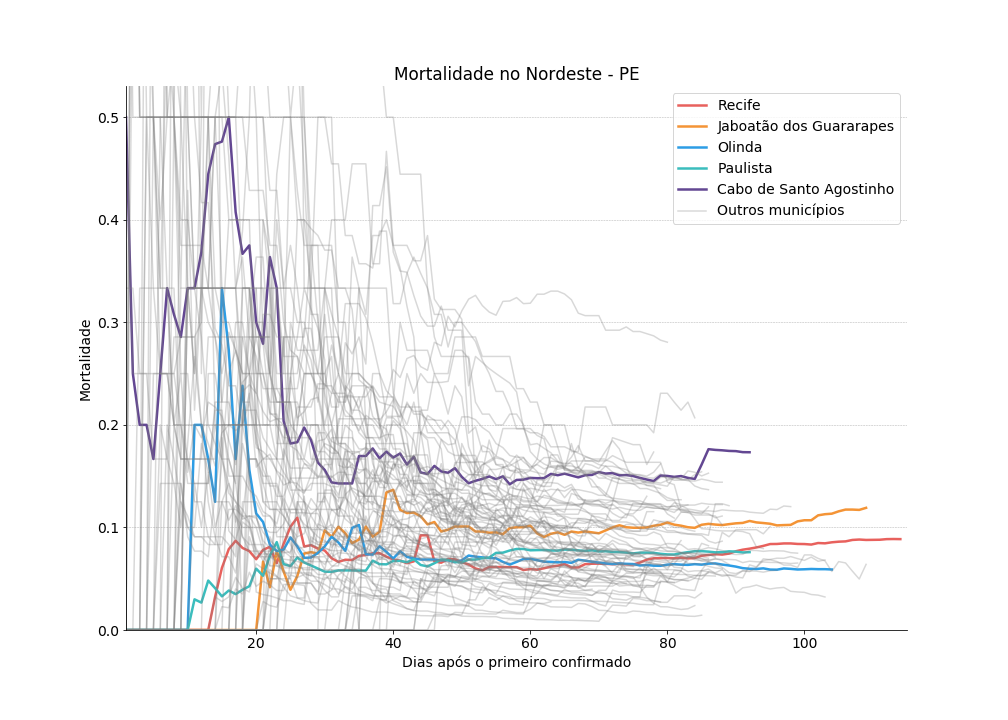 Mortalidade no Nordeste - PE
Recife
Jaboatão dos Guararapes
Olinda
Paulista
Cabo de Santo Agostinho
Outros municípios
Mortalidade
0.5
0.4
0.3
0.2
0.1
0.0
20 40 60 80 100
Dias após o primeiro confirmado